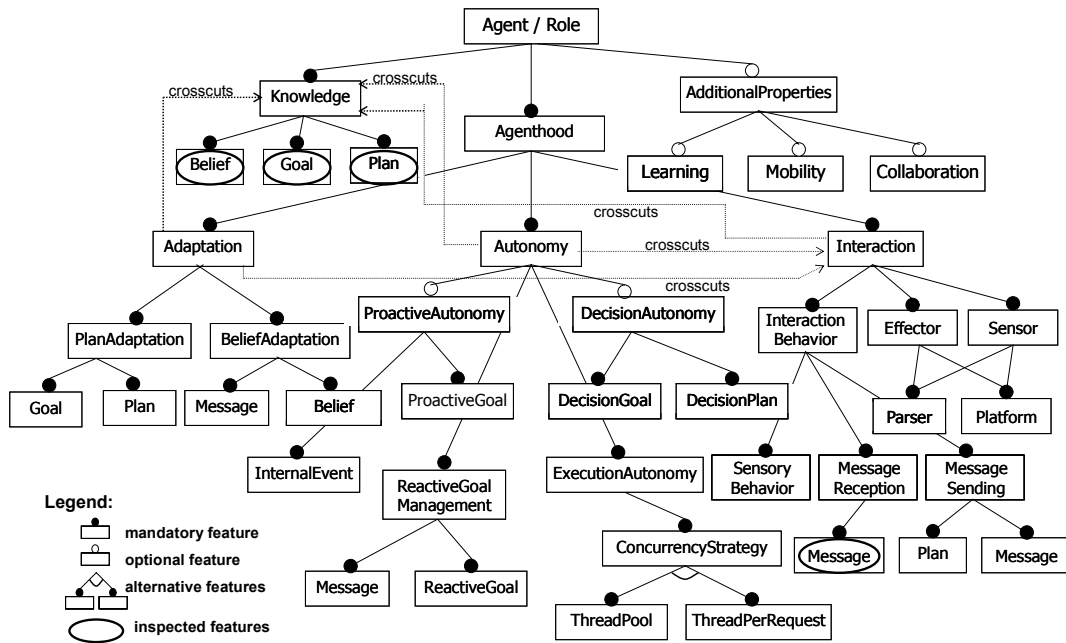 Agent / Role
crosscuts
crosscuts
Knowledge
AdditionalProperties
Agenthood
Belief
Goal
Plan
Learning
Mobility
Collaboration
crosscuts
Adaptation
Autonomy
crosscuts
Interaction
crosscuts
ProactiveAutonomy
DecisionAutonomy
Interaction
Behavior
Effector
Sensor
PlanAdaptation
BeliefAdaptation
Goal
Plan
Message
Belief
ProactiveGoal
DecisionGoal
DecisionPlan
Parser
Platform
InternalEvent
ReactiveGoal
Management
ExecutionAutonomy
Sensory
Behavior
Message
Reception
Message
Sending
Legend:
mandatory feature
optional feature
alternative features
inspected features
ConcurrencyStrategy
Message
Plan
Message
Message
ReactiveGoal
ThreadPool
ThreadPerRequest